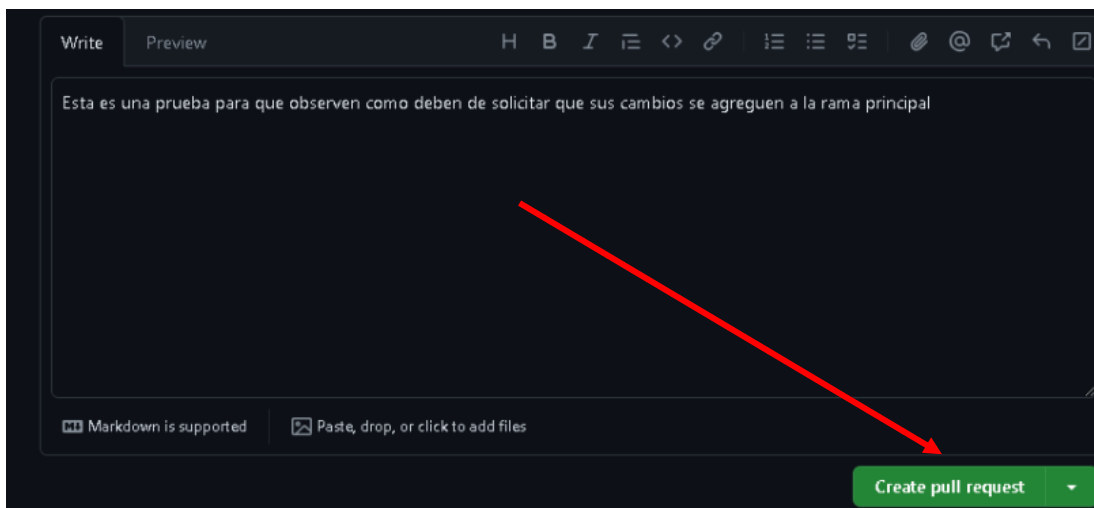 Write
Preview
H B I
Esta es una prueba para que observen como deben de solicitar que sus cambios se agreguen a la rama principal
Markdown is supported
Paste, drop, or click to add files
Create pull request